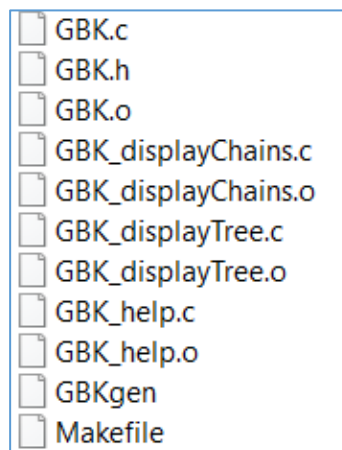 GBK.c
GBK.h
GBK.o
GBK_displayChains.c
GBK_displayChains.o
GBK_displayTree.c
GBK_displayTree.o
GBK_help.c
GBK_help.o
GBKgen
Makefile